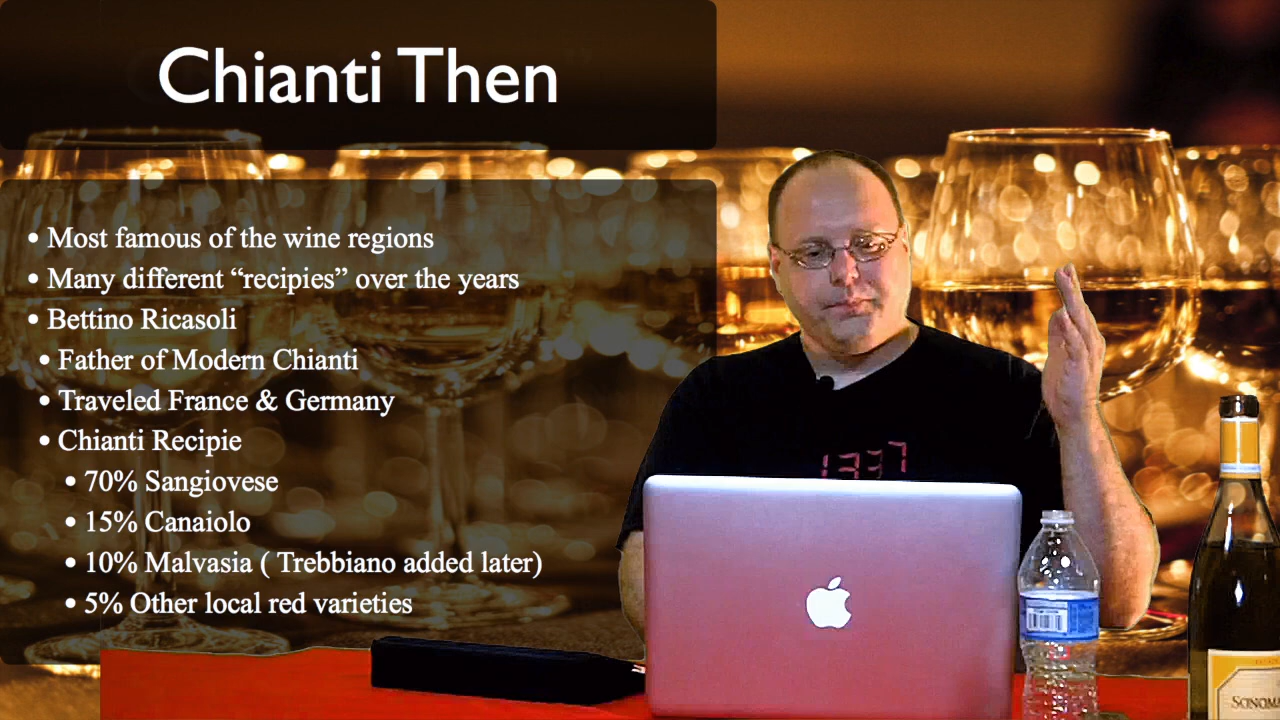 Chianti Then
• Most famous of the wine regions
• Many different “recipies” over the years
• Bettino Ricasoli
• Father of Modern Chianti
• Traveled France & Germany
• Chianti Recipie
• 70% Sangiovese
• 15% Canaiolo
• 10% Malvasia ( Trebbiano added later)
• 5% Other local red varieties
1337